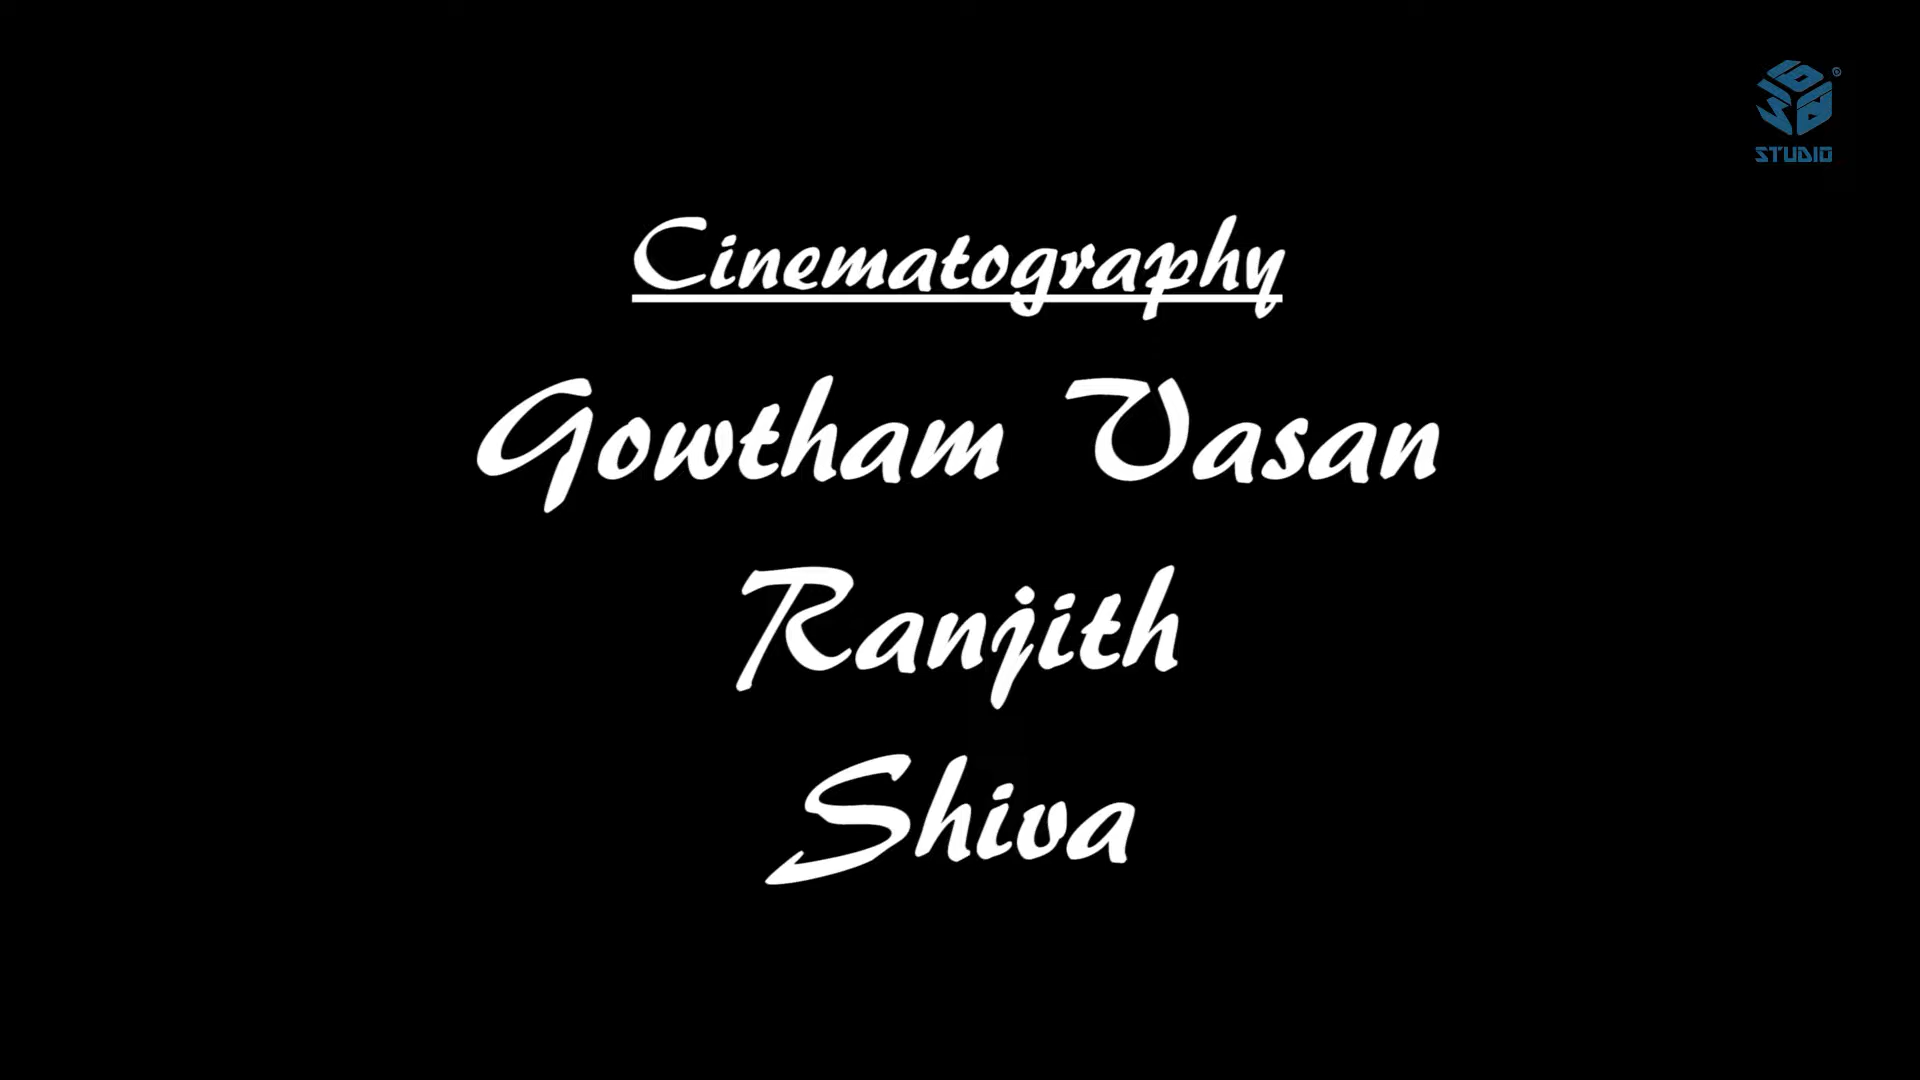 STUDIO
Cinematography
Gowtham Vasan
Ranjith
Shiva